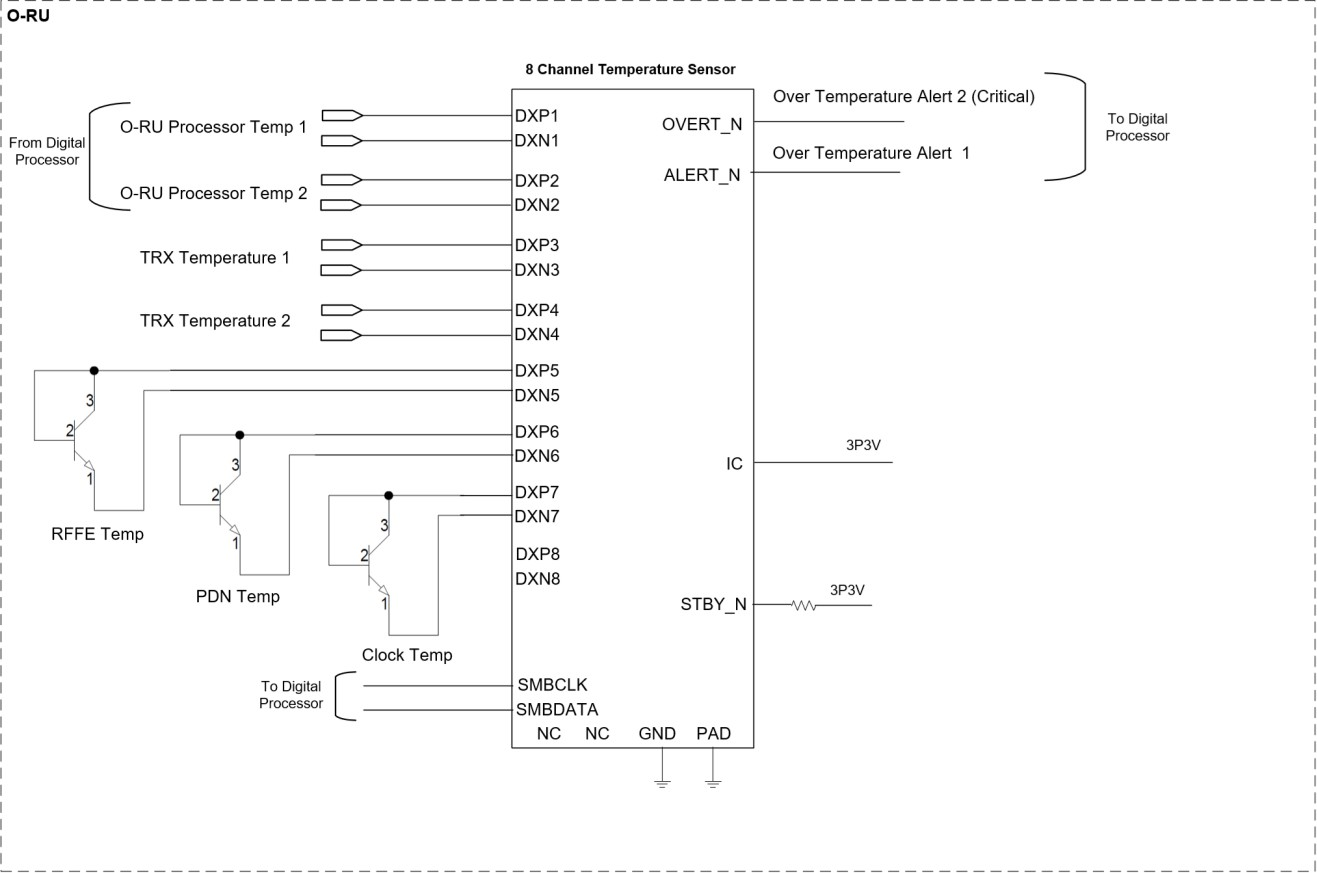 O-RU
8 Channel Temperature Sensor
From Digital
Processor
O-RU Processor Temp 1
O-RU Processor Temp 2
TRX Temperature 1
TRX Temperature 2
DXP1
DXN1
DXP2
DXN2
DXP3
DXN3
DXP4
DXN4
DXP5
DXN5
DXP6
DXN6
DXP7
DXN7
DXP8
DXN8
3
2
1
RFFE Temp
3
2
1
PDN Temp
3
2
1
Clock Temp
To Digital
Processor
SMBCLK
SMBDATA
NC NC GND PAD
OVERT_N
Over Temperature Alert 2 (Critical)
ALERT_N
Over Temperature Alert 1
To Digital
Processor
IC
3P3V
STBY_N
3P3V